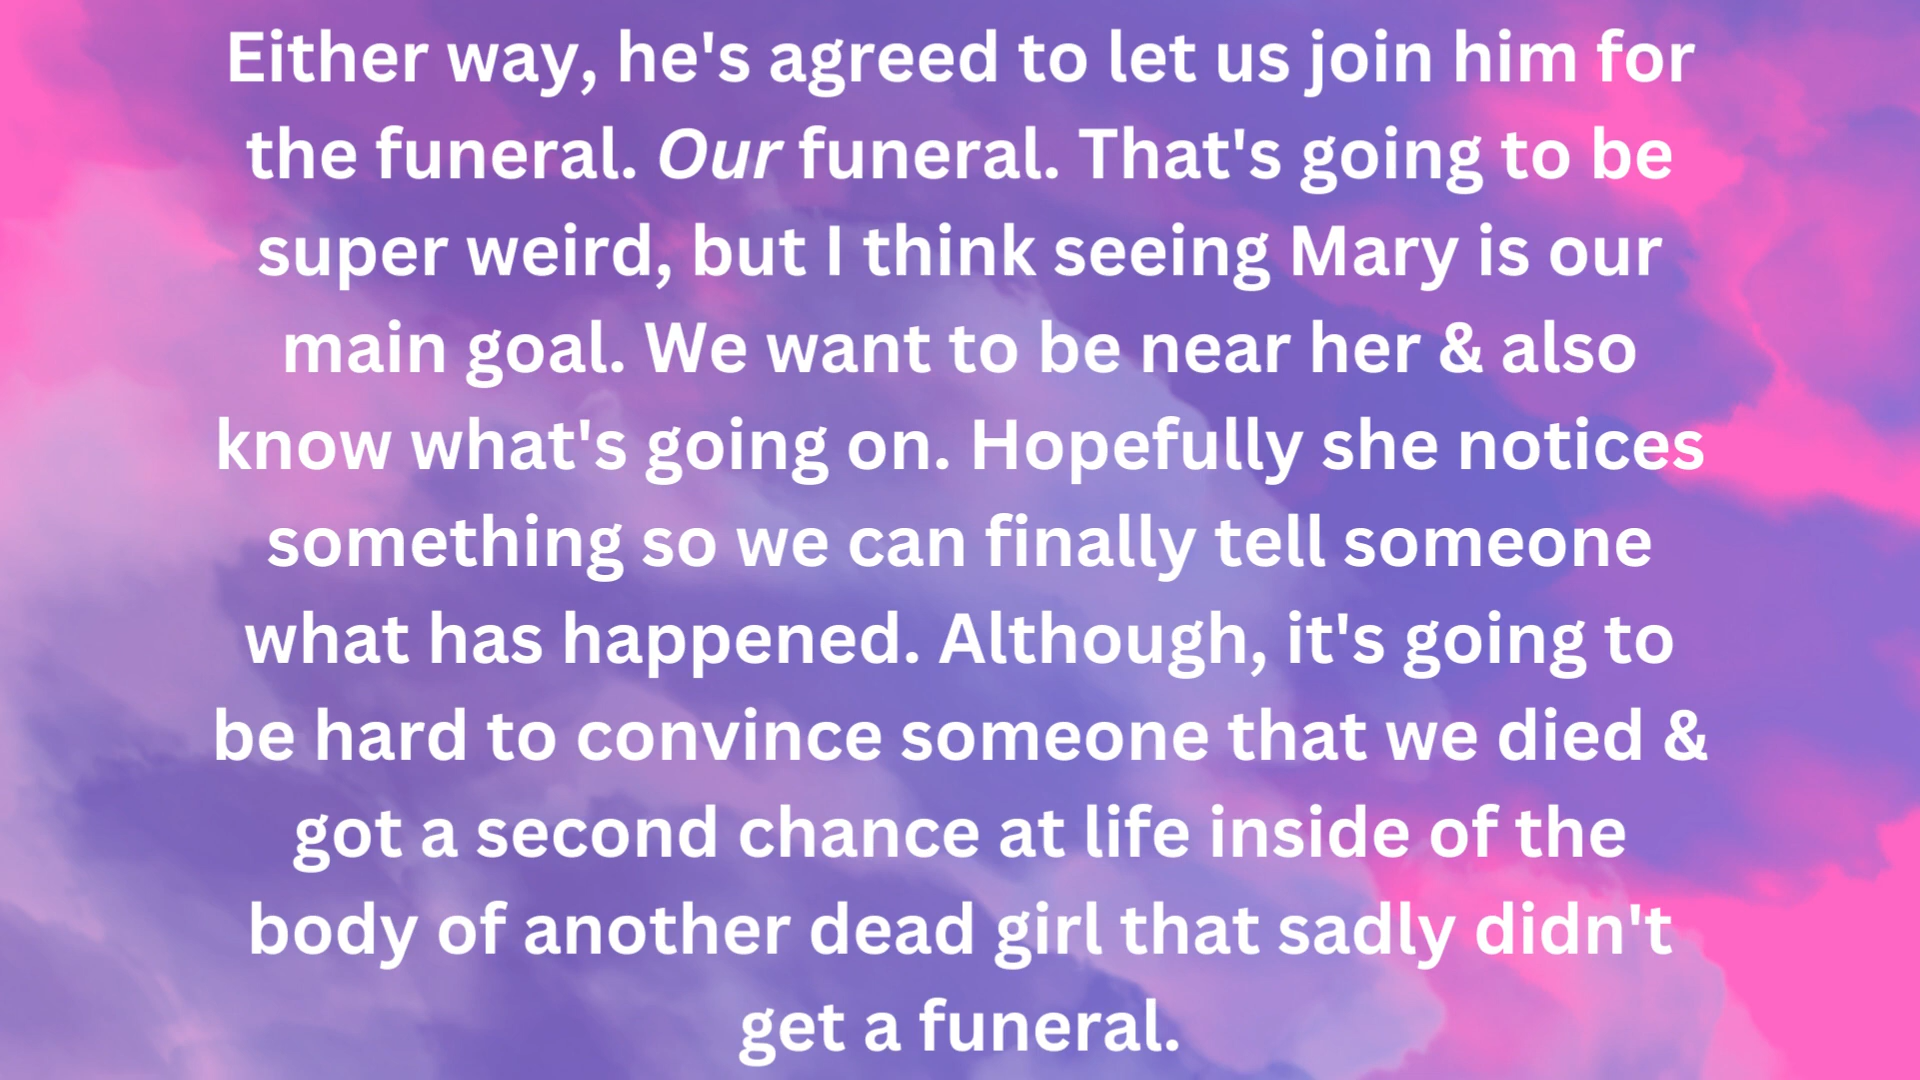 Either way, he's agreed to let us join him for
the funeral. Our funeral. That's going to be
super weird, but I think seeing Mary is our
main goal. We want to be near her & also
know what's going on. Hopefully she notices
something so we can finally tell someone
what has happened. Although, it's going to
be hard to convince someone that we died &
got a second chance at life inside of the
body of another dead girl that sadly didn't
get a funeral.